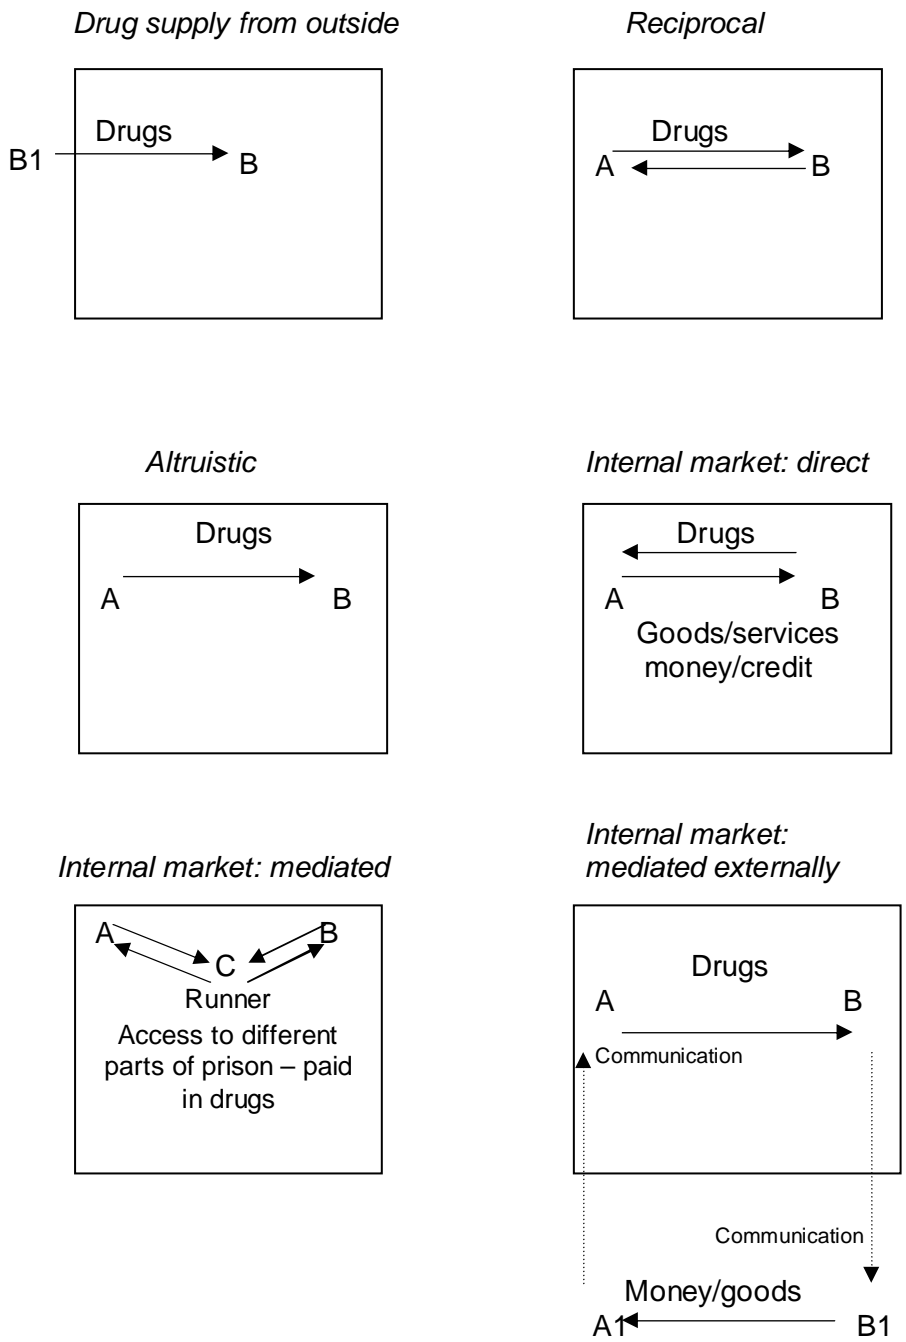 Drug supply from outside
Reciprocal
Drugs
B1
B
Drugs
A
B
Altruistic
Internal market: direct
Drugs
A
B
Drugs
A
B
Goods/services
money/credit
Internal market: mediated
Internal market:
mediated externally
A
B
C
Runner
Access to different
parts of prison – paid
in drugs
Drugs
A
B
Communication
Communication
Money/goods
A1
B1